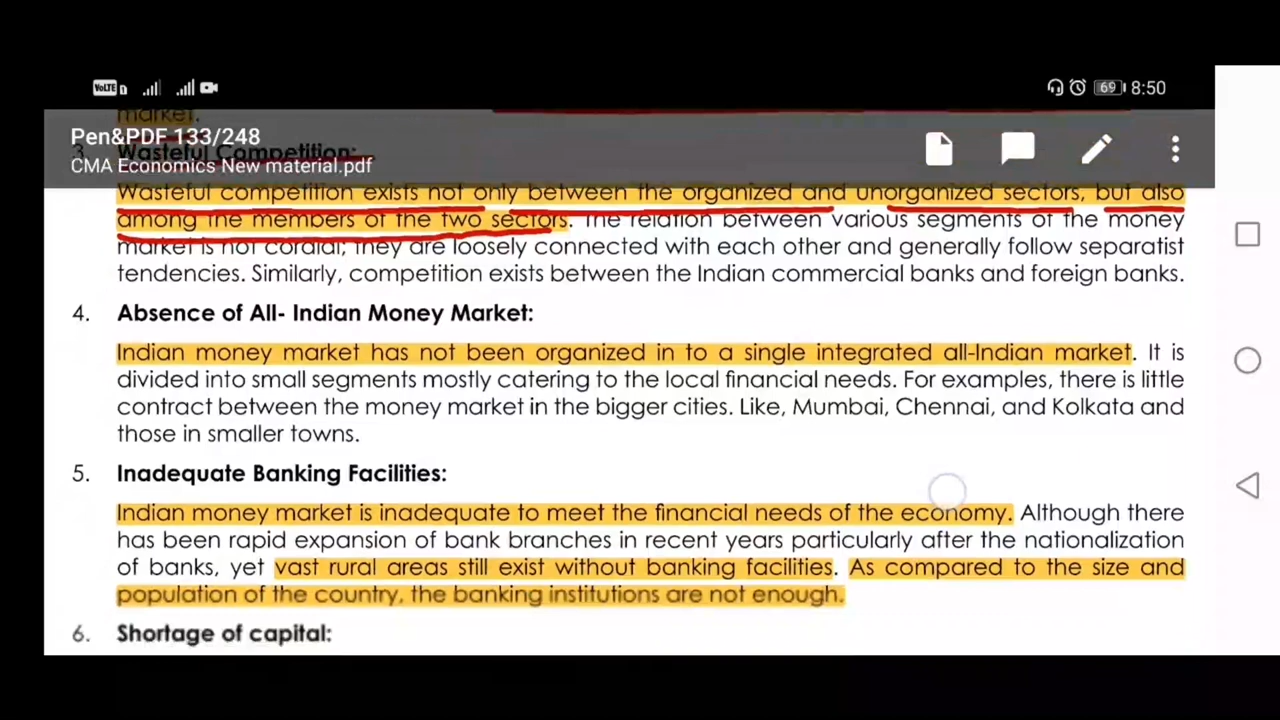 VoLTE 69 8:50
market.
Pen&PDF 133/248
3. Wasteful Competition:
CMA Economics New material.pdf
Wasteful competition exists not only between the organized and unorganized sectors, but also
among the members of the two sectors. The relation between various segments of the money
market is not cordial; they are loosely connected with each other and generally follow separatist
tendencies. Similarly, competition exists between the Indian commercial banks and foreign banks.
4. Absence of All- Indian Money Market:
Indian money market has not been organized in to a single integrated all-Indian market. It is
divided into small segments mostly catering to the local financial needs. For examples, there is little
contract between the money market in the bigger cities. Like, Mumbai, Chennai, and Kolkata and
those in smaller towns.
5. Inadequate Banking Facilities:
Indian money market is inadequate to meet the financial needs of the economy. Although there
has been rapid expansion of bank branches in recent years particularly after the nationalization
of banks, yet vast rural areas still exist without banking facilities. As compared to the size and
population of the country, the banking institutions are not enough.
6. Shortage of capital: